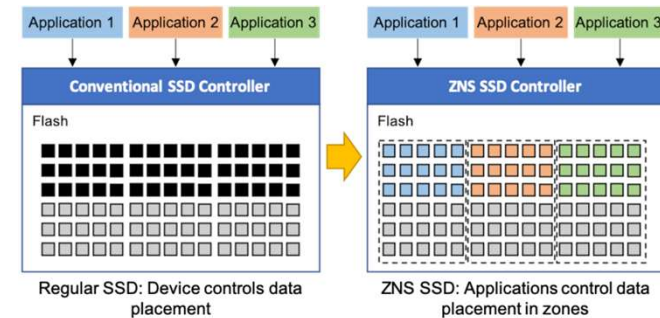 Application 1 Application 2 Application 3
Conventional SSD Controller
Flash
Regular SSD: Device controls data
placement
Application 1 Application 2 Application 3
ZNS SSD Controller
Flash
ZNS SSD: Applications control data
placement in zones